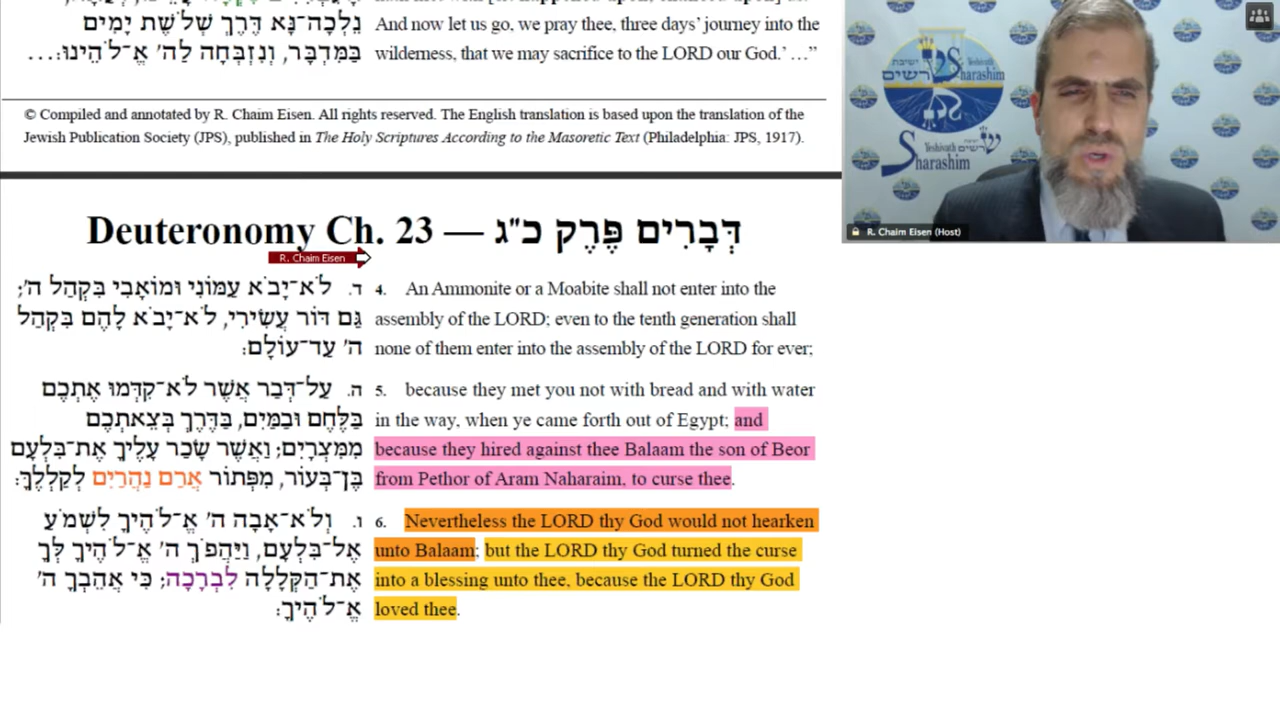 נֵלְכָה־נָּא דֶּרֶךְ שְׁלֹשֶׁת יָמִים
בַּמִּדְבָּר, וְנִזְבְּחָה לַה' אֱ־לֹהֵינוּ:...
And now let us go, we pray thee, three days' journey into the
wilderness, that we may sacrifice to the LORD our God.' …”
© Compiled and annotated by R. Chaim Eisen. All rights reserved. The English translation is based upon the translation of the
Jewish Publication Society (JPS), published in The Holy Scriptures According to the Masoretic Text (Philadelphia: JPS, 1917).
Deuteronomy Ch. 23 — דְּבָרִים פֶּרֶק כ"ג
R. Chaim Eisen
ד. לֹא־יָבֹא עַמּוֹנִי וּמוֹאָבִי בִּקְהַל ה';
גַּם דּוֹר עֲשִׂירִי, לֹא־יָבֹא לָהֶם בִּקְהַל
ה' עַד־עוֹלָם:
4. An Ammonite or a Moabite shall not enter into the
assembly of the LORD; even to the tenth generation shall
none of them enter into the assembly of the LORD for ever;
ה. עַל־דְּבַר אֲשֶׁר לֹא־קִדְּמוּ אֶתְכֶם
בַּלֶּחֶם וּבַמַּיִם, בַּדֶּרֶךְ בְּצֵאתְכֶם
מִמִּצְרָיִם; וַאֲשֶׁר שָׂכַר עָלֶיךָ אֶת־בִּלְעָם
בֶּן־בְּעוֹר, מִפְּתוֹר אֲרַם נַהֲרַיִם לְקַלְלֶךָּ:
5. because they met you not with bread and with water
in the way, when ye came forth out of Egypt; and
because they hired against thee Balaam the son of Beor
from Pethor of Aram Naharaim, to curse thee.
ו. וְלֹא־אָבָה ה' אֱ־לֹהֶיךָ לִשְׁמֹעַ
אֶל־בִּלְעָם, וַיַּהֲפֹךְ ה' אֱ־לֹהֶיךָ לְּךָ
אֶת־הַקְּלָלָה לִבְרָכָה; כִּי אֲהֵבְךָ ה'
אֱ־לֹהֶיךָ:
6. Nevertheless the LORD thy God would not hearken
unto Balaam; but the LORD thy God turned the curse
into a blessing unto thee, because the LORD thy God
loved thee.
ישיבת
שרשים
Yeshivath
Sharashim
Yeshivath
Sharashim
שרשים
R. Chaim Eisen (Host)